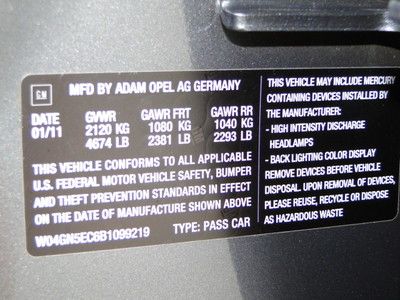 GM
MFD BY ADAM OPEL AG GERMANY
DATE GVWR GAWR FRT GAWR RR
01/11 2120 KG 1080 KG 1040 KG
4674 LB 2381 LB 2293 LB
THIS VEHICLE CONFORMS TO ALL APPLICABLE
U.S. FEDERAL MOTOR VEHICLE SAFETY, BUMPER
AND THEFT PREVENTION STANDARDS IN EFFECT
ON THE DATE OF MANUFACTURE SHOWN ABOVE
W04GN5EC6B1099219 TYPE: PASS CAR
THIS VEHICLE MAY INCLUDE MERCURY
CONTAINING DEVICES INSTALLED BY
THE MANUFACTURER:
- HIGH INTENSITY DISCHARGE
HEADLAMPS
- BACK LIGHTING COLOR DISPLAY
REMOVE DEVICES BEFORE VEHICLE
DISPOSAL. UPON REMOVAL OF DEVICES,
PLEASE REUSE, RECYCLE OR DISPOSE
AS HAZARDOUS WASTE